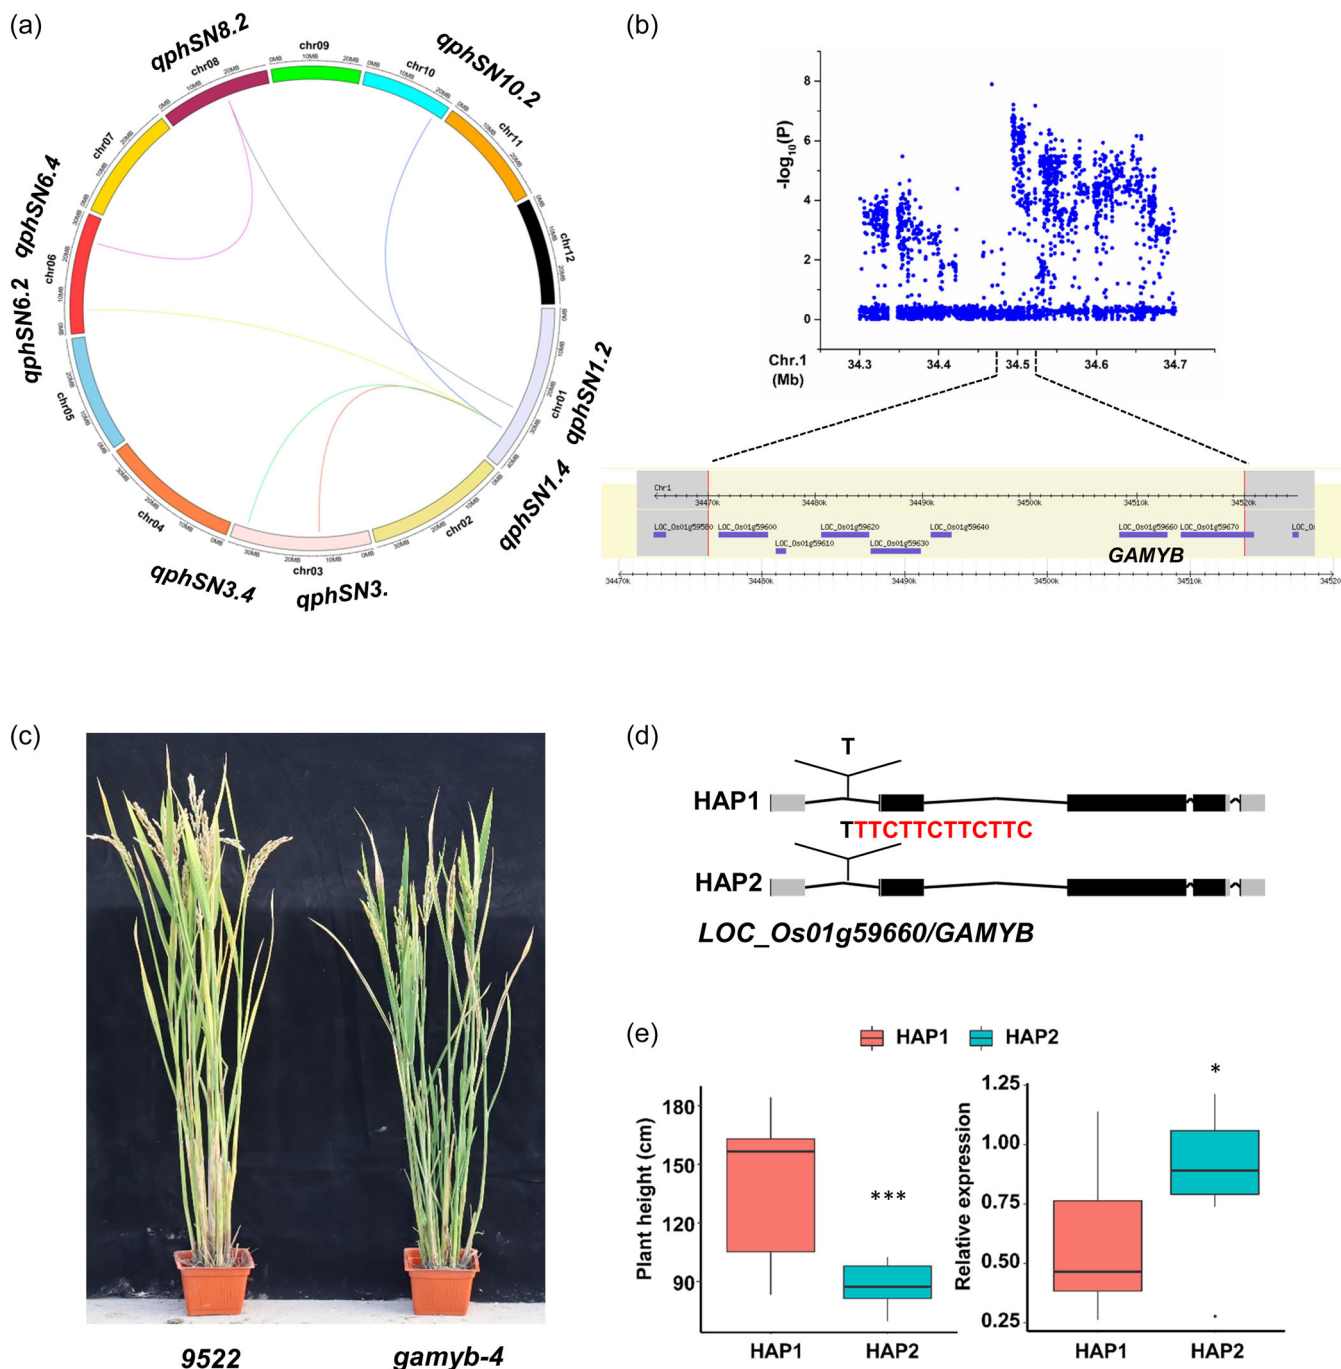 (a)
qphSN8.2
qphSN10.2
qphSN6.4
qphSN6.2
qphSN1.2
qphSN1.4
qphSN3.4
qphSN3.
chr09
chr10
chr11
chr12
chr01
chr02
chr03
chr04
chr05
chr06
chr07
chr08
0MB 10MB 20MB
(b)
-log10(P)
8
6
4
2
0
Chr.1
(Mb)
34.3 34.4 34.5 34.6 34.7
Chr1
34470k 34480k 34490k 34500k 34510k 34520k
LOC_Os01g59580 LOC_Os01g59600 LOC_Os01g59620 LOC_Os01g59640 LOC_Os01g59660 LOC_Os01g59670 LOC_Os
LOC_Os01g59610 LOC_Os01g59630
GAMYB
34470k 34480k 34490k 34500k 34510k 34520
(c)
9522 gamyb-4
(d)
T
HAP1
TTTCTTCTTCTTC
HAP2
LOC_Os01g59660/GAMYB
(e)
HAP1 HAP2
Plant height (cm)
180
150
120
90
***
HAP1 HAP2
Relative expression
1.25
1.00
0.75
0.50
0.25
*
HAP1 HAP2